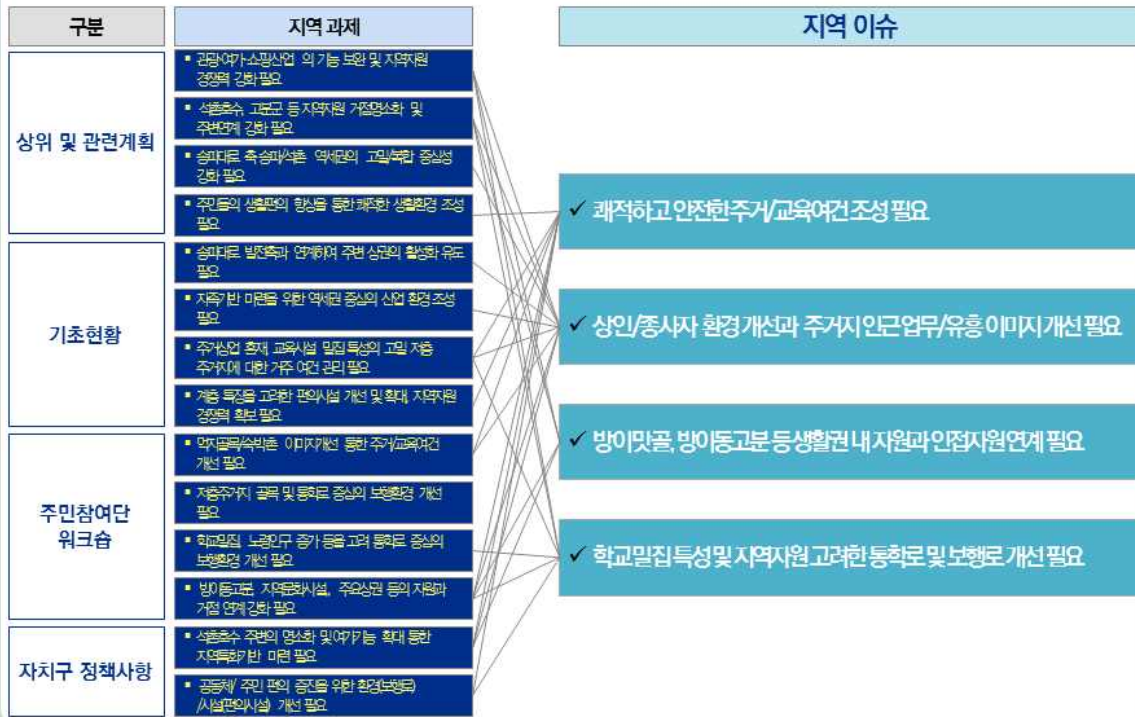 구분
지역 과제
지역 이슈
상위 및 관련계획
▪ 관광·여가·쇼핑산업 의 기능 보완 및 지역자원
경쟁력 강화 필요
▪ 석촌호수, 고분군 등 지역자원 거점명소화 및
주변연계 강화 필요
▪ 송파대로 축 송파/석촌 역세권의 고밀/복합 중심성
강화 필요
▪ 주민들의 생활편의 향상을 통한 쾌적한 생활환경 조성
필요
기초현황
▪ 송파대로 발전축과 연계하여 주변 상권의 활성화 유도
필요
▪ 자족기반 마련을 위한 역세권 중심의 산업 환경 조성
필요
▪ 주거상업 혼재, 교육시설 밀집 특성의 고밀 저층
주거지에 대한 거주 여건 관리 필요
▪ 계층 특징을 고려한 편의시설 개선 및 확대, 지역자원
경쟁력 확보 필요
주민참여단
워크숍
▪ 먹자골목/숙박촌 이미지개선 통한 주거/교육여건
개선 필요
▪ 저층주거지 골목 및 통학로 중심의 보행환경 개선
필요
▪ 학교밀집, 노령인구 증가 등을 고려 통학로 중심의
보행환경 개선 필요
▪ 방이동고분, 지역문화시설, 주요상권 등의 자원과
거점 연계 강화 필요
자치구 정책사항
▪ 석촌호수 주변의 명소화 및 여가기능 확대 통한
지역특화기반 마련 필요
▪ 공동체/ 주민 편의 증진을 위한 환경(보행로)
/시설(편의시설) 개선 필요
✓ 쾌적하고 안전한 주거/교육여건 조성 필요
✓ 상인/종사자 환경 개선과 주거지 인근 업무/유흥 이미지 개선 필요
✓ 방이맛골, 방이동고분 등 생활권 내 자원과 인접자원 연계 필요
✓ 학교밀집 특성 및 지역자원 고려한 통학로 및 보행로 개선 필요